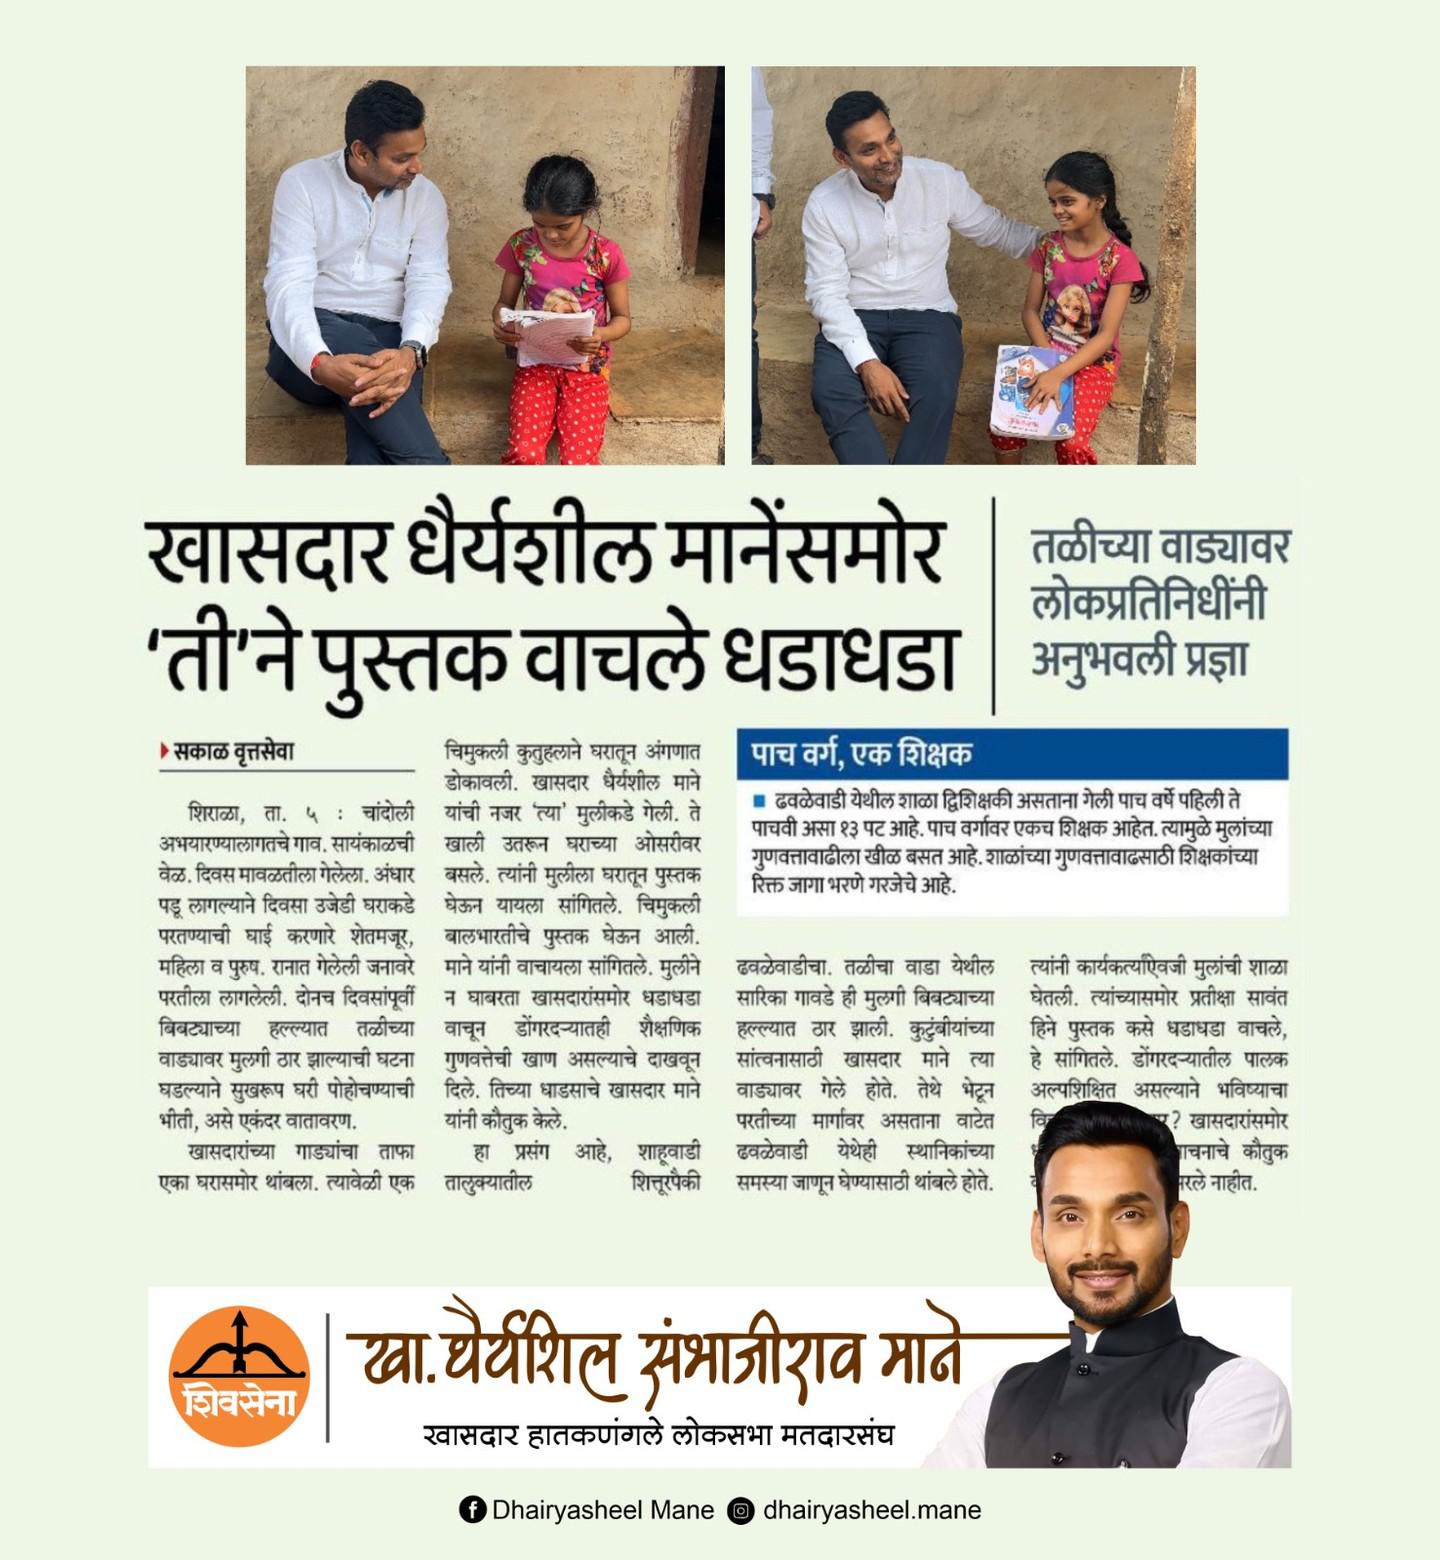 खासदार धैर्यशील मानेंसमोर
‘ती’ने पुस्तक वाचले धडाधडा
तळीच्या वाड्यावर
लोकप्रतिनिधींनी
अनुभवली प्रज्ञा
सकाळ वृत्तसेवा
शिराळा, ता. ५ : चांदोली
अभयारण्यालागतचे गाव. सायंकाळची
वेळ. दिवस मावळतीला गेलेला. अंधार
पडू लागल्याने दिवसा उजेडी घराकडे
परतण्याची घाई करणारे शेतमजूर,
महिला व पुरुष. रानात गेलेली जनावरे
परतीला लागलेली. दोनच दिवसांपूर्वी
बिबट्याच्या हल्ल्यात तळीच्या
वाड्यावर मुलगी ठार झाल्याची घटना
घडल्याने सुखरूप घरी पोहोचण्याची
भीती, असे एकंदर वातावरण.
खासदारांच्या गाड्यांचा ताफा
एका घरासमोर थांबला. त्यावेळी एक
चिमुकली कुतुहलाने घरातून अंगणात
डोकावली. खासदार धैर्यशील माने
यांची नजर ‘त्या’ मुलीकडे गेली. ते
खाली उतरून घराच्या ओसरीवर
बसले. त्यांनी मुलीला घरातून पुस्तक
घेऊन यायला सांगितले. चिमुकली
बालभारतीचे पुस्तक घेऊन आली.
माने यांनी वाचायला सांगितले. मुलीने
न घाबरता खासदारांसमोर धडाधडा
वाचून डोंगरदऱ्यातही शैक्षणिक
गुणवत्तेची खाण असल्याचे दाखवून
दिले. तिच्या धाडसाचे खासदार माने
यांनी कौतुक केले.
हा प्रसंग आहे, शाहूवाडी
तालुक्यातील शित्तूरपैकी
पाच वर्ग, एक शिक्षक
■ ढवळेवाडी येथील शाळा द्विशिक्षकी असताना गेली पाच वर्षे पहिली ते
पाचवी असा १३ पट आहे. पाच वर्गावर एकच शिक्षक आहेत. त्यामुळे मुलांच्या
गुणवत्तावाढीला खीळ बसत आहे. शाळांच्या गुणवत्तावाढसाठी शिक्षकांच्या
रिक्त जागा भरणे गरजेचे आहे.
ढवळेवाडीचा. तळीचा वाडा येथील
सारिका गावडे ही मुलगी बिबट्याच्या
हल्ल्यात ठार झाली. कुटुंबीयांच्या
सांत्वनासाठी खासदार माने त्या
वाड्यावर गेले होते. तेथे भेटून
परतीच्या मार्गावर असताना वाटेत
ढवळेवाडी येथेही स्थानिकांच्या
समस्या जाणून घेण्यासाठी थांबले होते.
त्यांनी कार्यकर्त्यांऐवजी मुलांची शाळा
घेतली. त्यांच्यासमोर प्रतीक्षा सावंत
हिने पुस्तक कसे धडाधडा वाचले,
हे सांगितले. डोंगरदऱ्यातील पालक
अल्पशिक्षित असल्याने भविष्याचा
खासदारांसमोर
कौतुक
नाहीत.
शिवसेना
खा. धैर्यशिल संभाजीराव माने
खासदार हातकणंगले लोकसभा मतदारसंघ
Dhairyasheel Mane dhairyasheel.mane